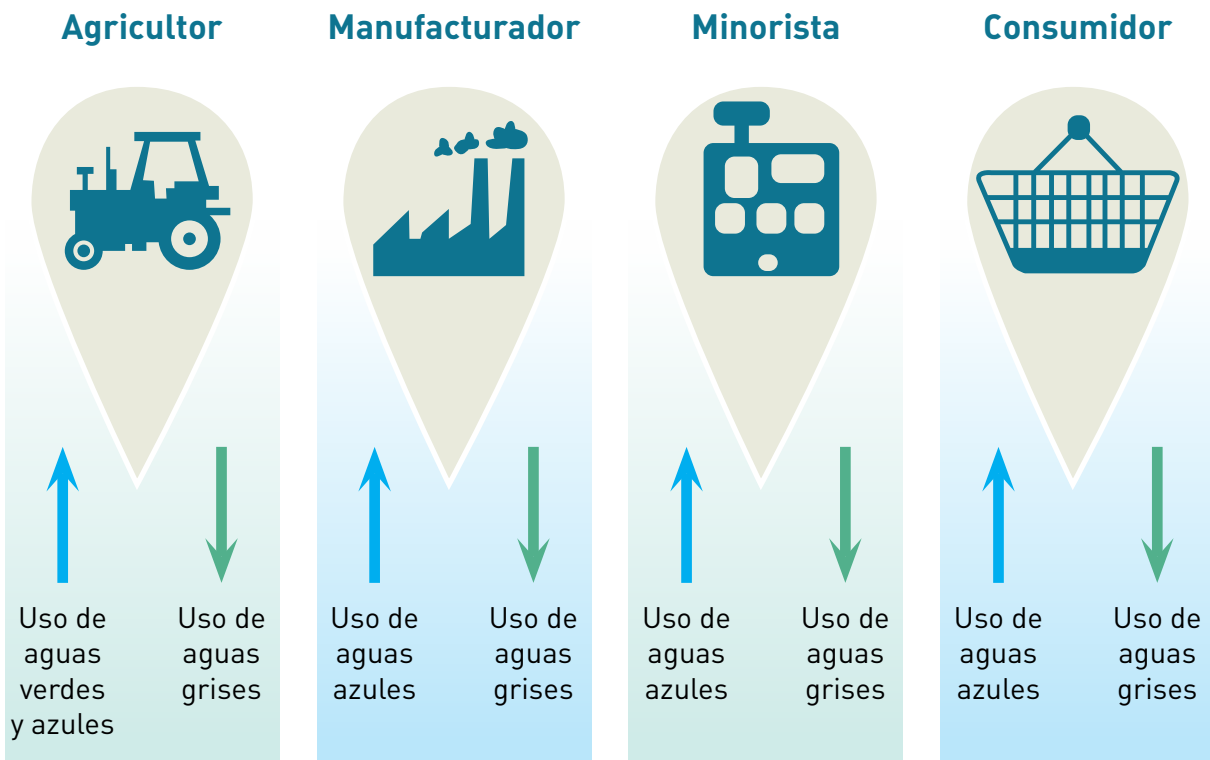 Agricultor
Manufacturador
Minorista
Consumidor
Uso de
aguas
verdes
y azules
Uso de
aguas
grises
Uso de
aguas
azules
Uso de
aguas
grises
Uso de
aguas
azules
Uso de
aguas
grises
Uso de
aguas
azules
Uso de
aguas
grises